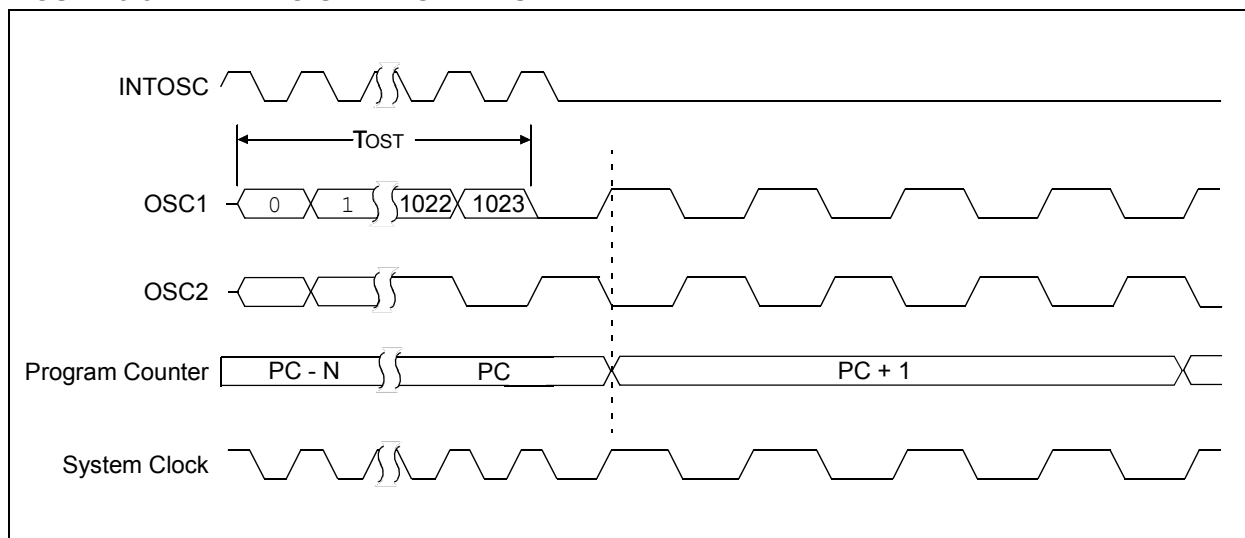 INTOSC
TOST
OSC1
0 1 1022 1023
OSC2
Program Counter
PC - N PC PC + 1
System Clock